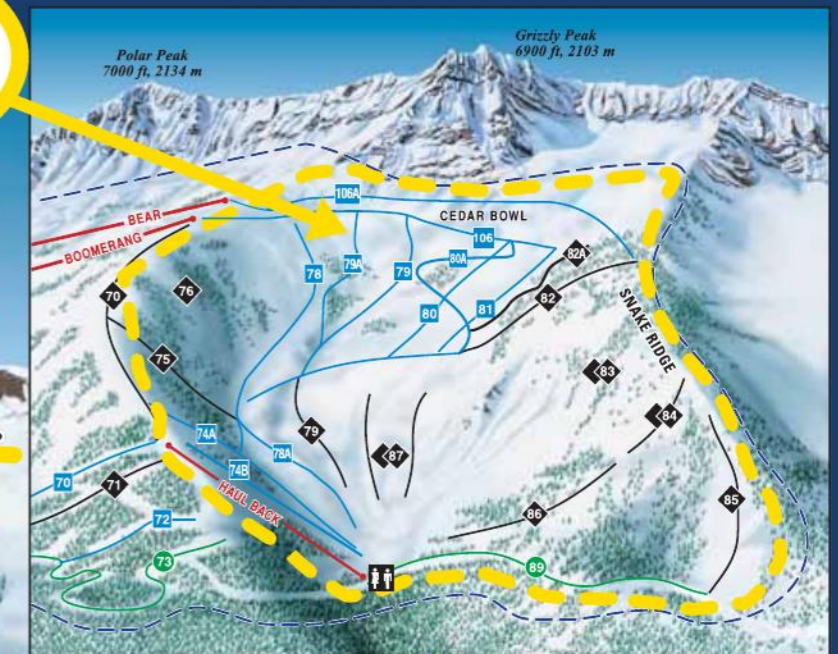 Polar Peak
7000 ft, 2134 m
Grizzly Peak
6900 ft, 2103 m
106A
BEAR
BOOMERANG
CEDAR BOWL
106
82A
80A
78
79A
79
70
76
82
80
81
SNAKE RIDGE
75
83
84
79
74A
78A
87
74B
70
71
HAUL BACK
85
86
72
73
89